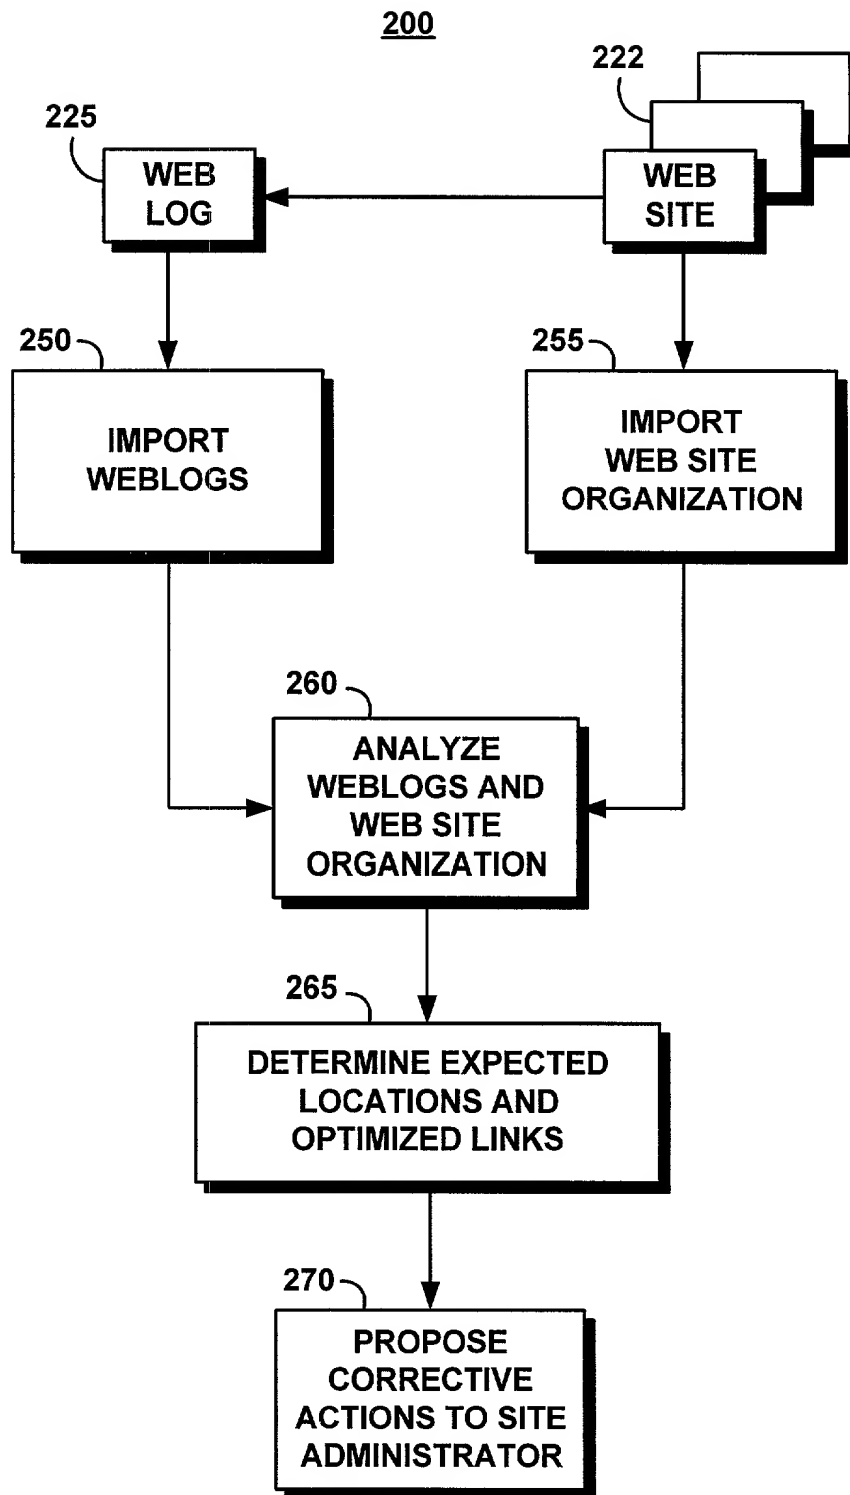 200
222
225
WEB
LOG
WEB
SITE
250
255
IMPORT
WEBLOGS
IMPORT
WEB SITE
ORGANIZATION
260
ANALYZE
WEBLOGS AND
WEB SITE
ORGANIZATION
265
DETERMINE EXPECTED
LOCATIONS AND
OPTIMIZED LINKS
270
PROPOSE
CORRECTIVE
ACTIONS TO SITE
ADMINISTRATOR